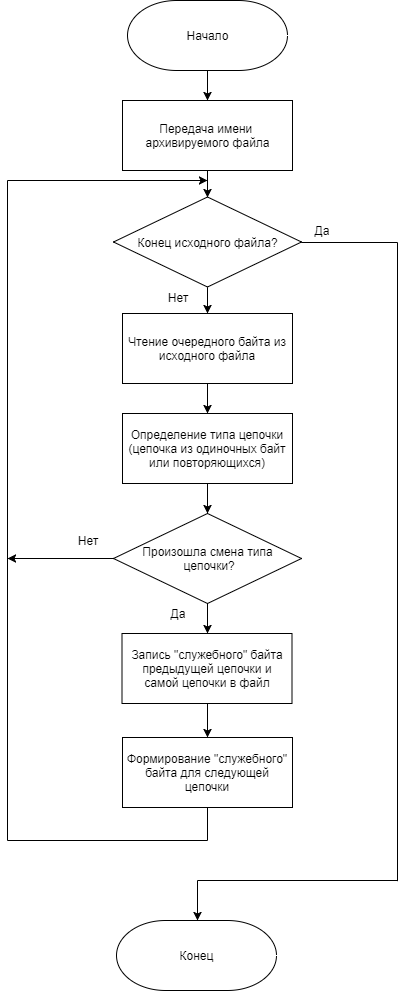 Начало
Передача имени
архивируемого файла
Конец исходного файла?
Да
Нет
Чтение очередного байта из
исходного файла
Определение типа цепочки
(цепочка из одиночных байт
или повторяющихся)
Произошла смена типа
цепочки?
Нет
Да
Запись "служебного" байта
предыдущей цепочки и
самой цепочки в файл
Формирование "служебного"
байта для следующей
цепочки
Конец